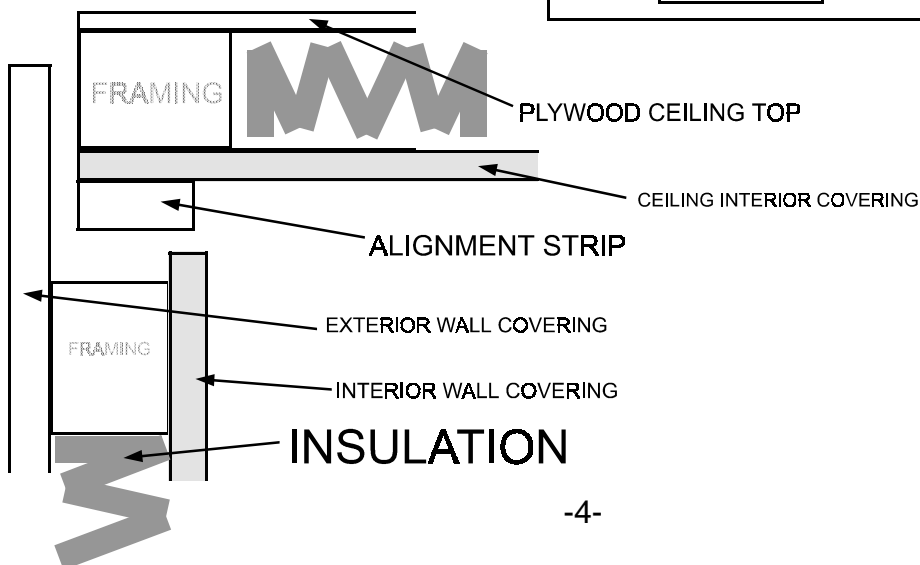 FRAMING
PLYWOOD CEILING TOP
CEILING INTERIOR COVERING
ALIGNMENT STRIP
EXTERIOR WALL COVERING
FRAMING
INTERIOR WALL COVERING
INSULATION
-4-